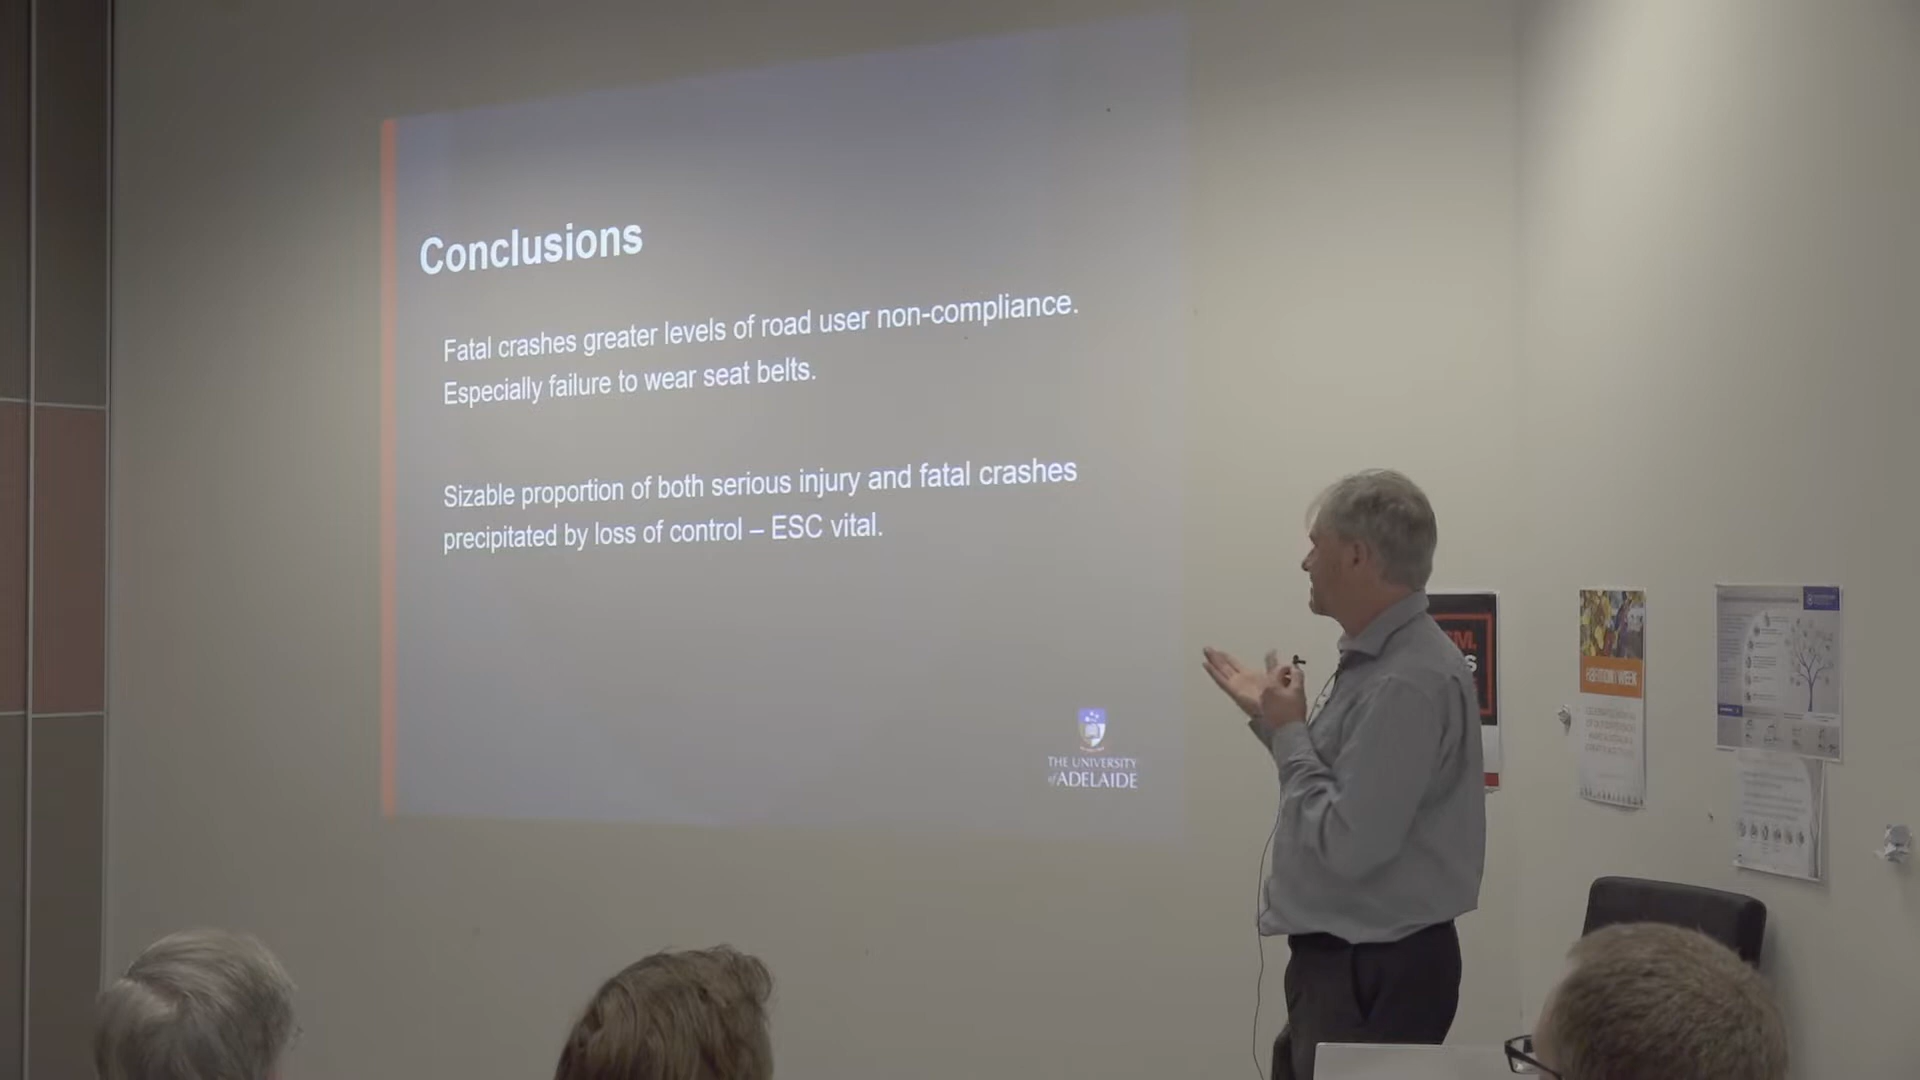 Conclusions
Fatal crashes greater levels of road user non-compliance.
Especially failure to wear seat belts.
Sizable proportion of both serious injury and fatal crashes
precipitated by loss of control – ESC vital.
THE UNIVERSITY
of ADELAIDE
WEEK